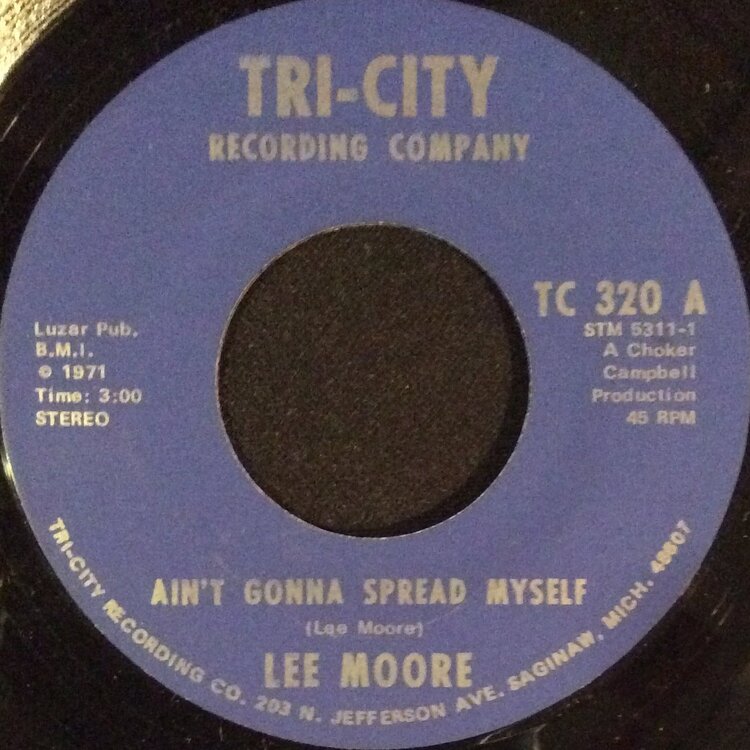 TRI-CITY
RECORDING COMPANY
TC 320 A
STM 5311-1
A Choker
Campbell
Production
45 RPM
Luzar Pub.
B.M.I.
© 1971
Time: 3:00
STEREO
AIN'T GONNA SPREAD MYSELF
(Lee Moore)
LEE MOORE
TRI-CITY RECORDING CO. 203 N. JEFFERSON AVE. SAGINAW, MICH. 48607